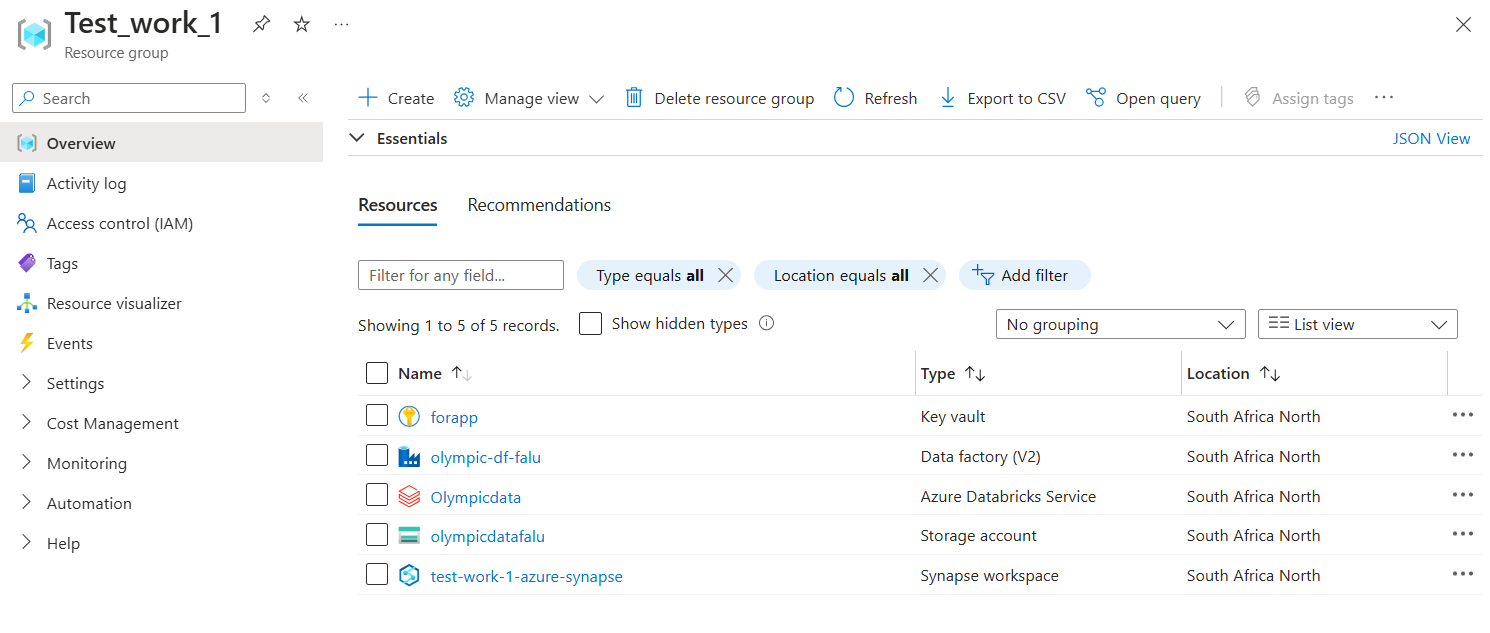 Test_work_1
Resource group
Search
Overview
Activity log
Access control (IAM)
Tags
Resource visualizer
Events
Settings
Cost Management
Monitoring
Automation
Help
Create Manage view Delete resource group Refresh Export to CSV Open query Assign tags
Essentials JSON View
Resources Recommendations
Filter for any field... Type equals all Location equals all Add filter
Showing 1 to 5 of 5 records. Show hidden types No grouping List view
Name Type Location
forapp Key vault South Africa North
olympic-df-falu Data factory (V2) South Africa North
Olympicdata Azure Databricks Service South Africa North
olympicdatafalu Storage account South Africa North
test-work-1-azure-synapse Synapse workspace South Africa North